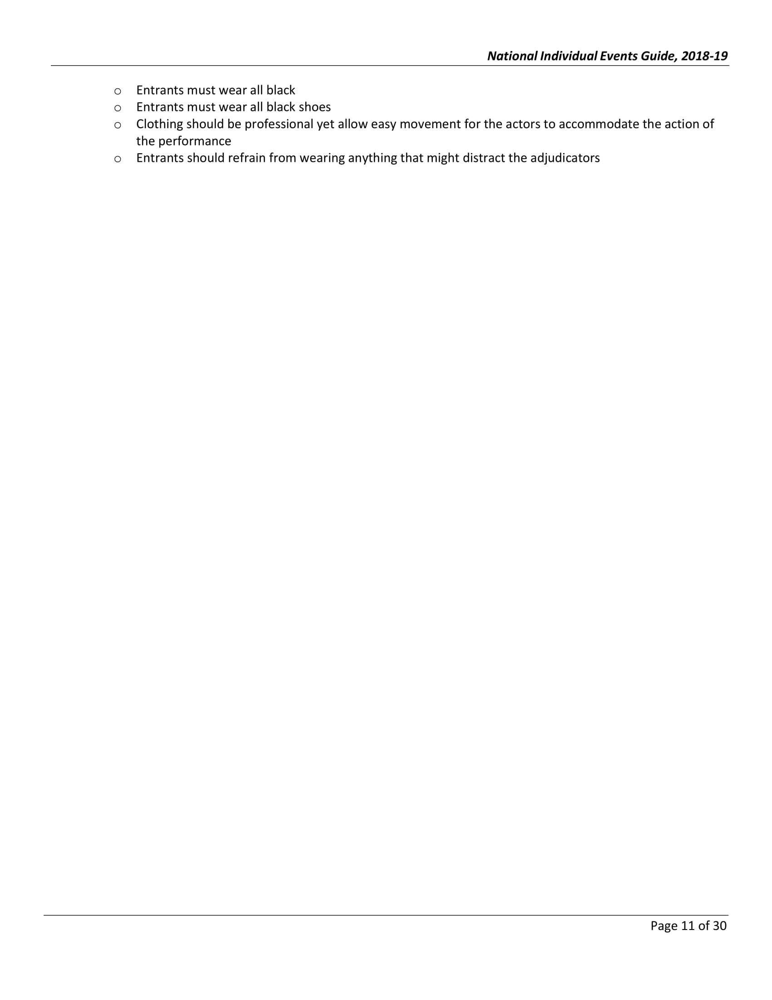 National Individual Events Guide, 2018-19
o Entrants must wear all black
o Entrants must wear all black shoes
o Clothing should be professional yet allow easy movement for the actors to accommodate the action of
the performance
o Entrants should refrain from wearing anything that might distract the adjudicators
Page 11 of 30